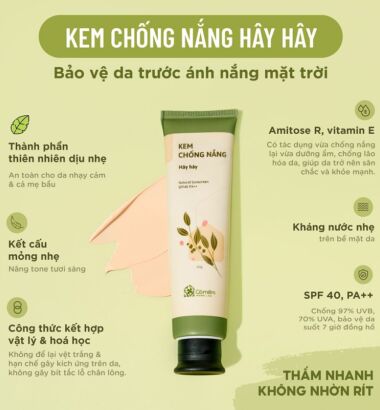 KEM CHỐNG NẮNG HÂY HÂY
Bảo vệ da trước ánh nắng mặt trời
Thành phần
thiên nhiên dịu nhẹ
An toàn cho da nhạy cảm
& cả mẹ bầu
Kết cấu
mỏng nhẹ
Nâng tone tươi sáng
Công thức kết hợp
vật lý & hoá học
Không để lại vệt trắng &
hạn chế gây kích ứng trên da,
không gây bít tắc lỗ chân lông.
KEM
CHỐNG NẮNG
Hây hây
Natural Sunscreen
SPF40 PA++
Cỏ mềm
Amitose R, vitamin E
Có tác dụng vừa chống nắng
lại vừa dưỡng ẩm, chống lão
hóa da, giúp da trở nên săn
chắc và khỏe mạnh.
Kháng nước nhẹ
trên bề mặt da
SPF 40, PA++
Chống 97% UVB,
70% UVA, bảo vệ da
suốt 7 giờ đồng hồ
THẤM NHANH
KHÔNG NHỜN RÍT